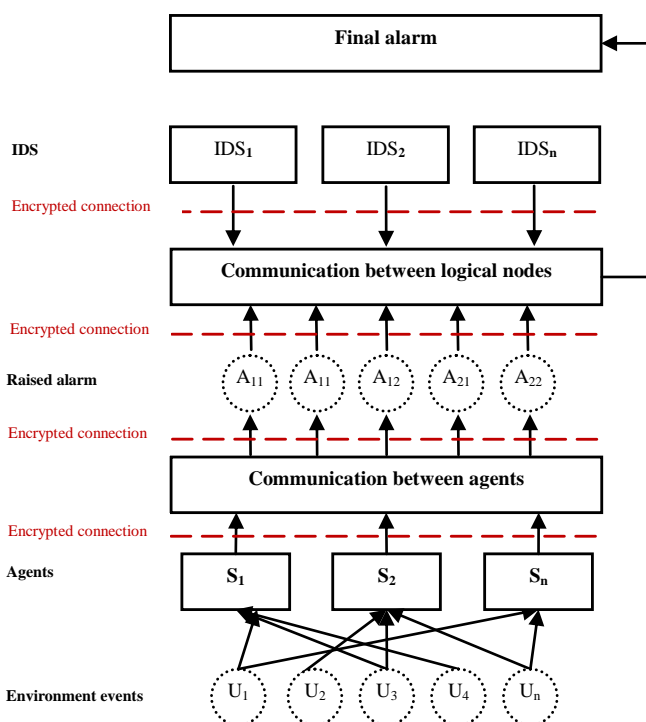 Final alarm
IDS
IDS₁ IDS₂ IDSₙ
Encrypted connection
Communication between logical nodes
Encrypted connection
Raised alarm
A₁₁ A₁₁ A₁₂ A₂₁ A₂₂
Encrypted connection
Communication between agents
Encrypted connection
Agents
S₁ S₂ Sₙ
Environment events
U₁ U₂ U₃ U₄ Uₙ